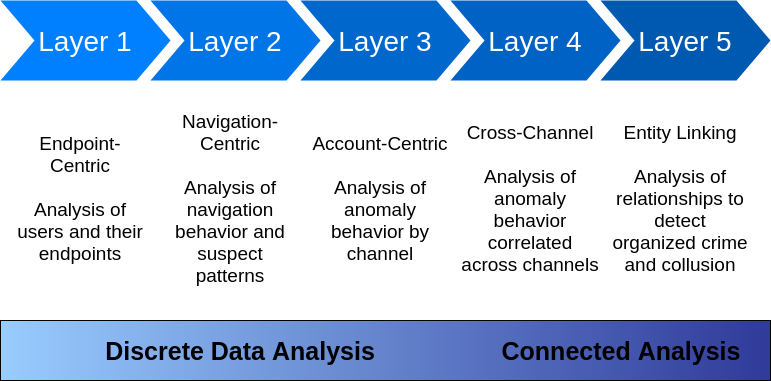 Layer 1
Layer 2
Layer 3
Layer 4
Layer 5
Endpoint-
Centric
Analysis of
users and their
endpoints
Navigation-
Centric
Analysis of
navigation
behavior and
suspect
patterns
Account-Centric
Analysis of
anomaly
behavior by
channel
Cross-Channel
Analysis of
anomaly
behavior
correlated
across channels
Entity Linking
Analysis of
relationships to
detect
organized crime
and collusion
Discrete Data Analysis
Connected Analysis